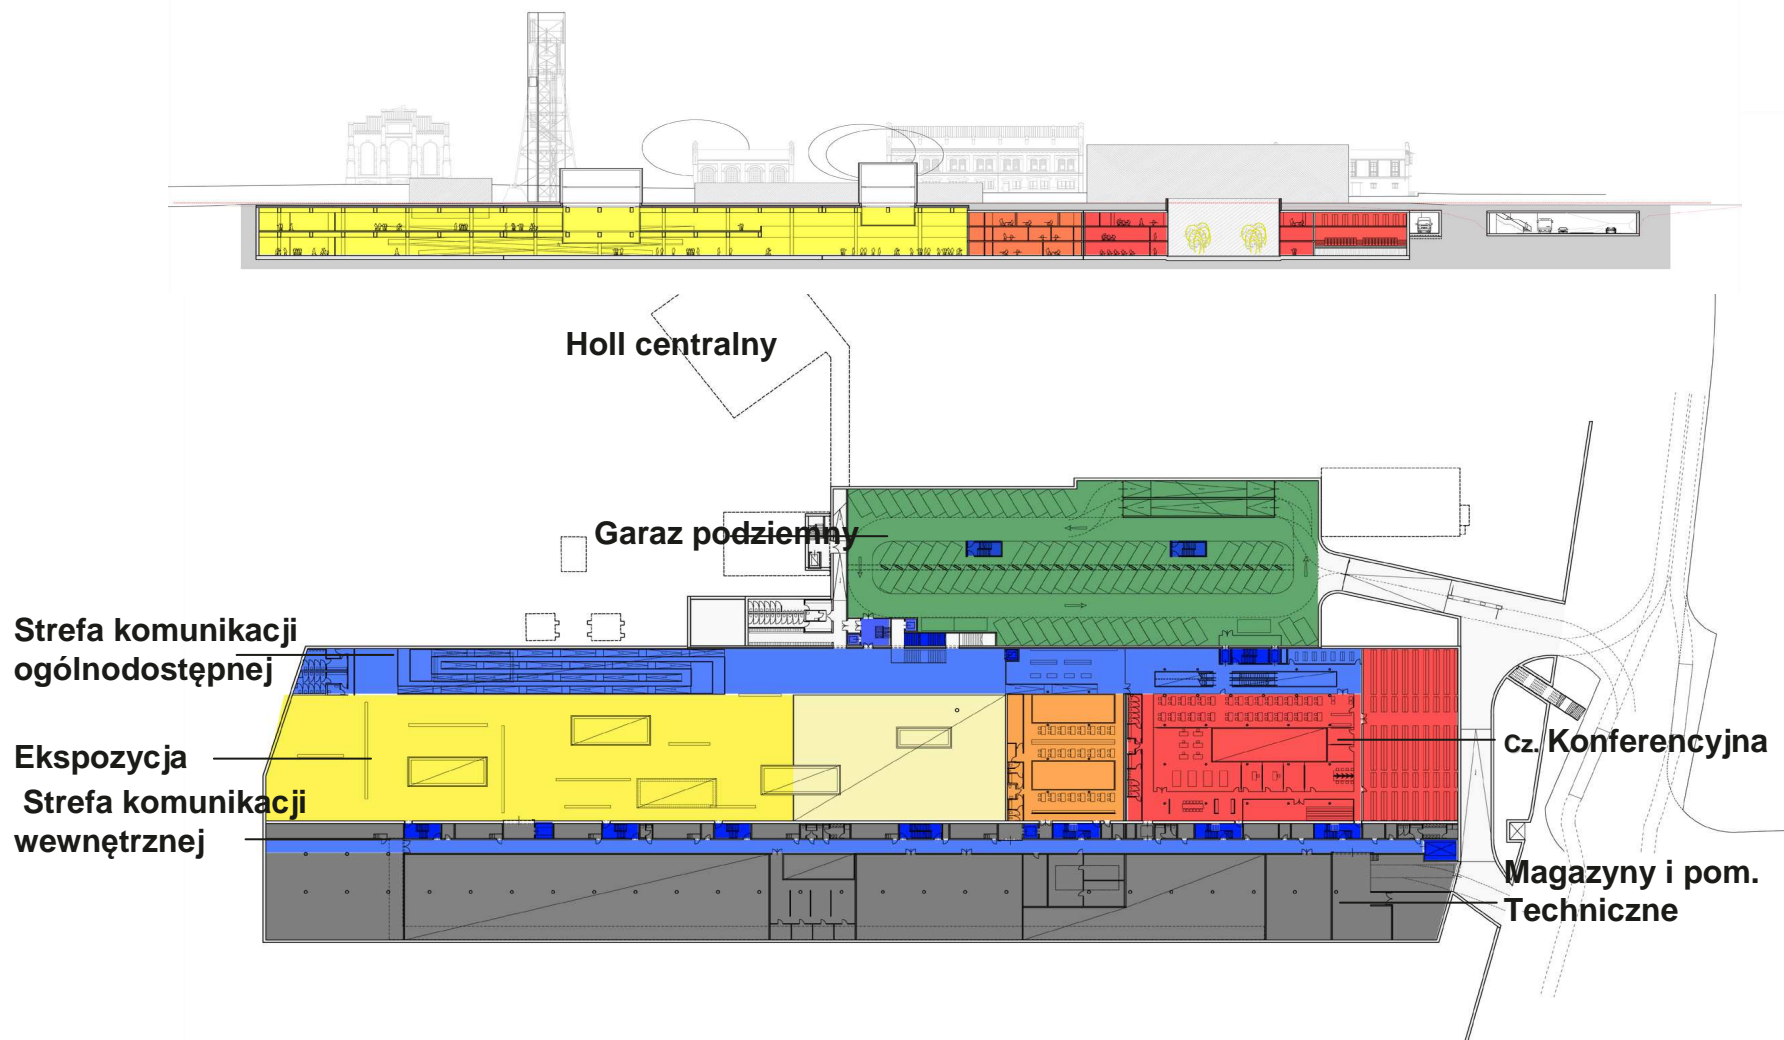 Holl centralny
Garaz podziemny
Strefa komunikacji
ogólnodostępnej
Ekspozycja
Cz. Konferencyjna
Strefa komunikacji
wewnętrznej
Magazyny i pom.
Techniczne